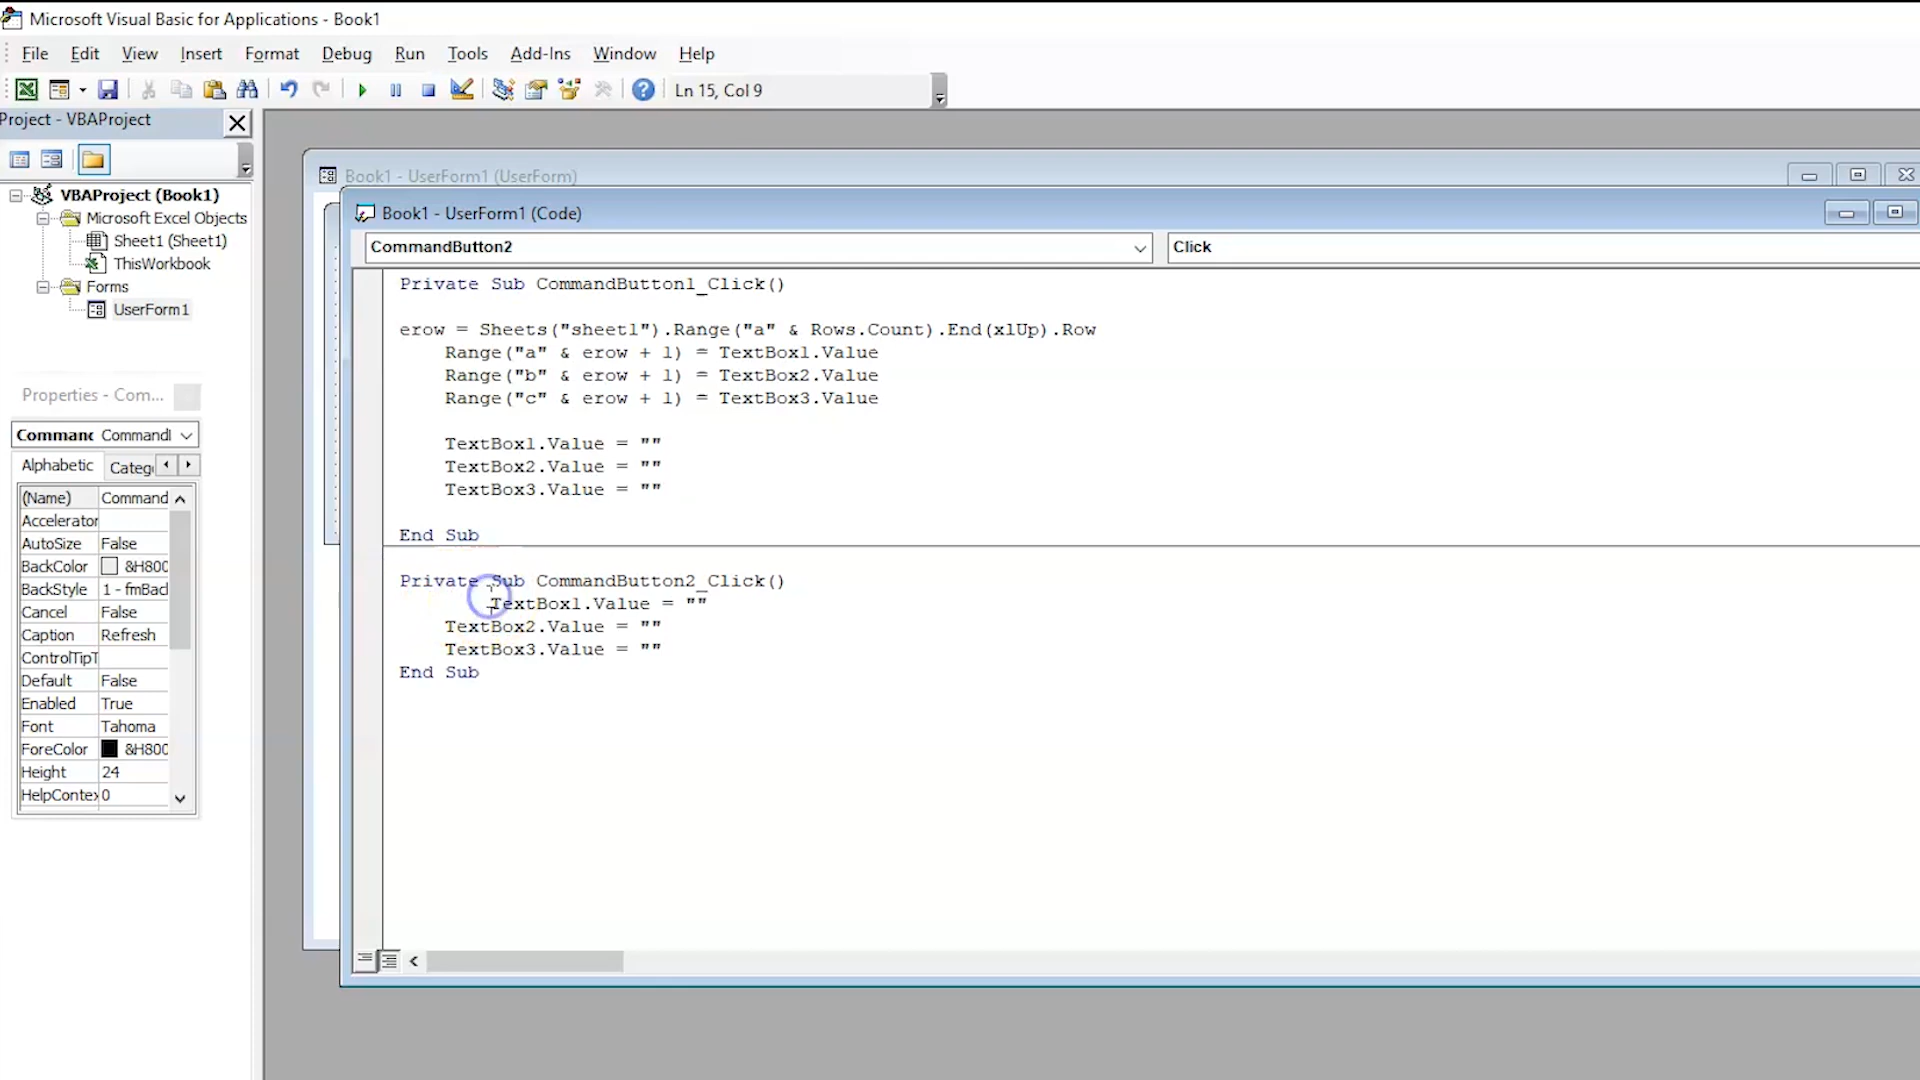 Microsoft Visual Basic for Applications - Book1
File Edit View Insert Format Debug Run Tools Add-Ins Window Help
Ln 15, Col 9
Project - VBAProject
VBAProject (Book1)
Microsoft Excel Objects
Sheet1 (Sheet1)
ThisWorkbook
Forms
UserForm1
Properties - Com...
Commanc Commandl
Alphabetic Categ
(Name) Command
Accelerator
AutoSize False
BackColor &H800
BackStyle 1 - fmBacl
Cancel False
Caption Refresh
ControlTipT
Default False
Enabled True
Font Tahoma
ForeColor &H800
Height 24
HelpContex 0
Book1 - UserForm1 (UserForm)
Book1 - UserForm1 (Code)
CommandButton2 Click
Private Sub CommandButton1_Click()
erow = Sheets("sheet1").Range("a" & Rows.Count).End(xlUp).Row
Range("a" & erow + 1) = TextBox1.Value
Range("b" & erow + 1) = TextBox2.Value
Range("c" & erow + 1) = TextBox3.Value
TextBox1.Value = ""
TextBox2.Value = ""
TextBox3.Value = ""
End Sub
Private Sub CommandButton2_Click()
TextBox1.Value = ""
TextBox2.Value = ""
TextBox3.Value = ""
End Sub